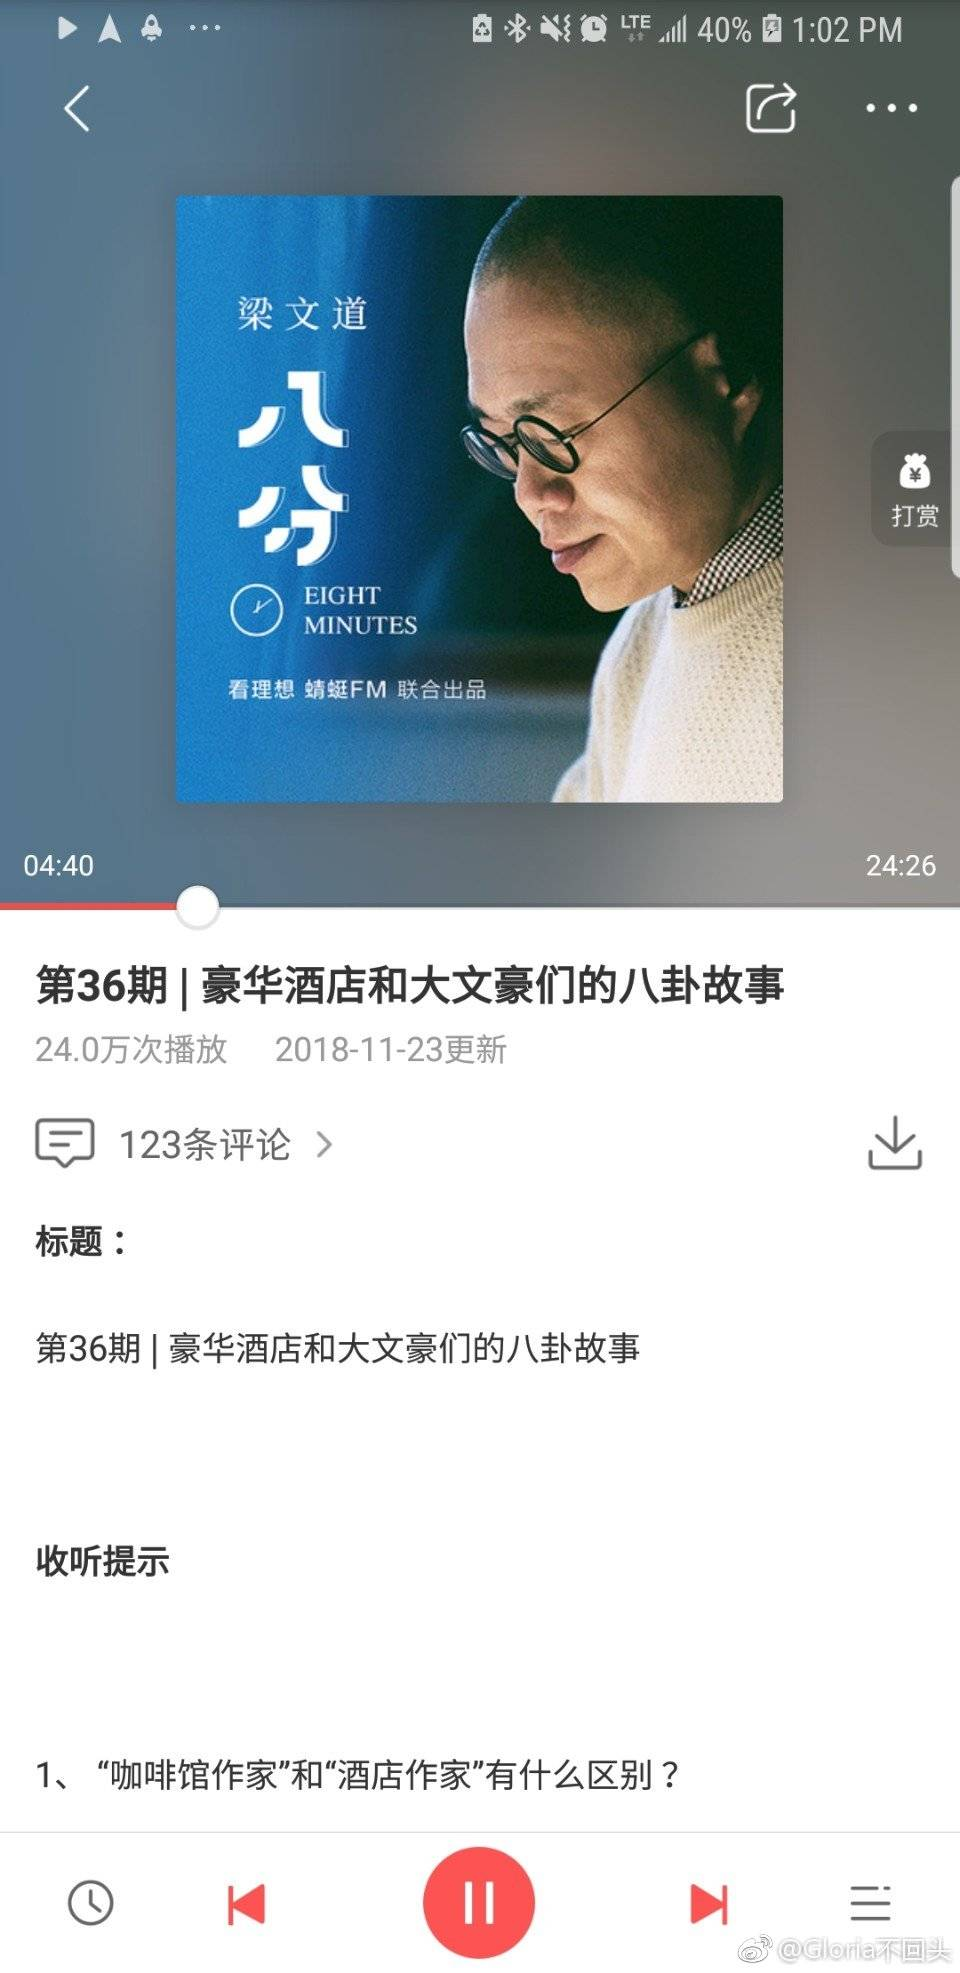 LTE 40% 1:02 PM
梁文道
八
分
EIGHT
MINUTES
看理想 蜻蜓FM 联合出品
¥
打赏
04:40 24:26
第36期 | 豪华酒店和大文豪们的八卦故事
24.0万次播放 2018-11-23更新
123条评论
标题：
第36期 | 豪华酒店和大文豪们的八卦故事
收听提示
1、 “咖啡馆作家”和“酒店作家”有什么区别？
@Gloria不回头